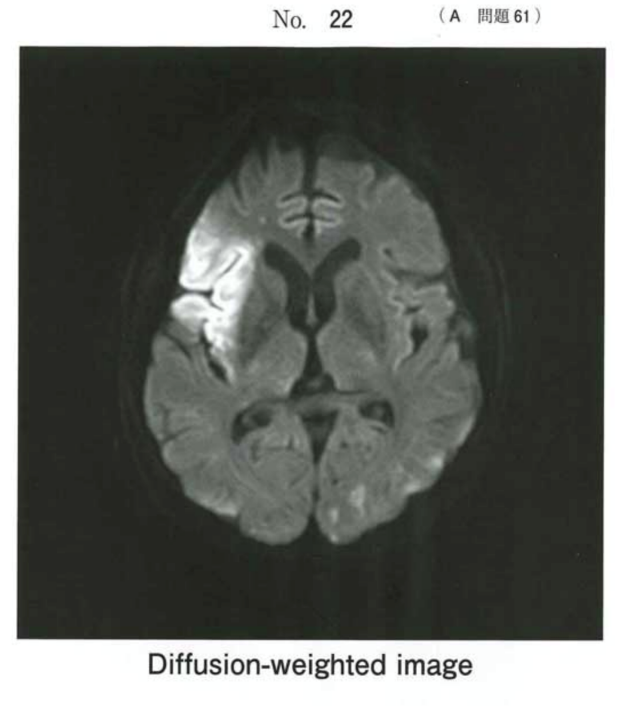 No. 22 （A 問題 61）
Diffusion-weighted image